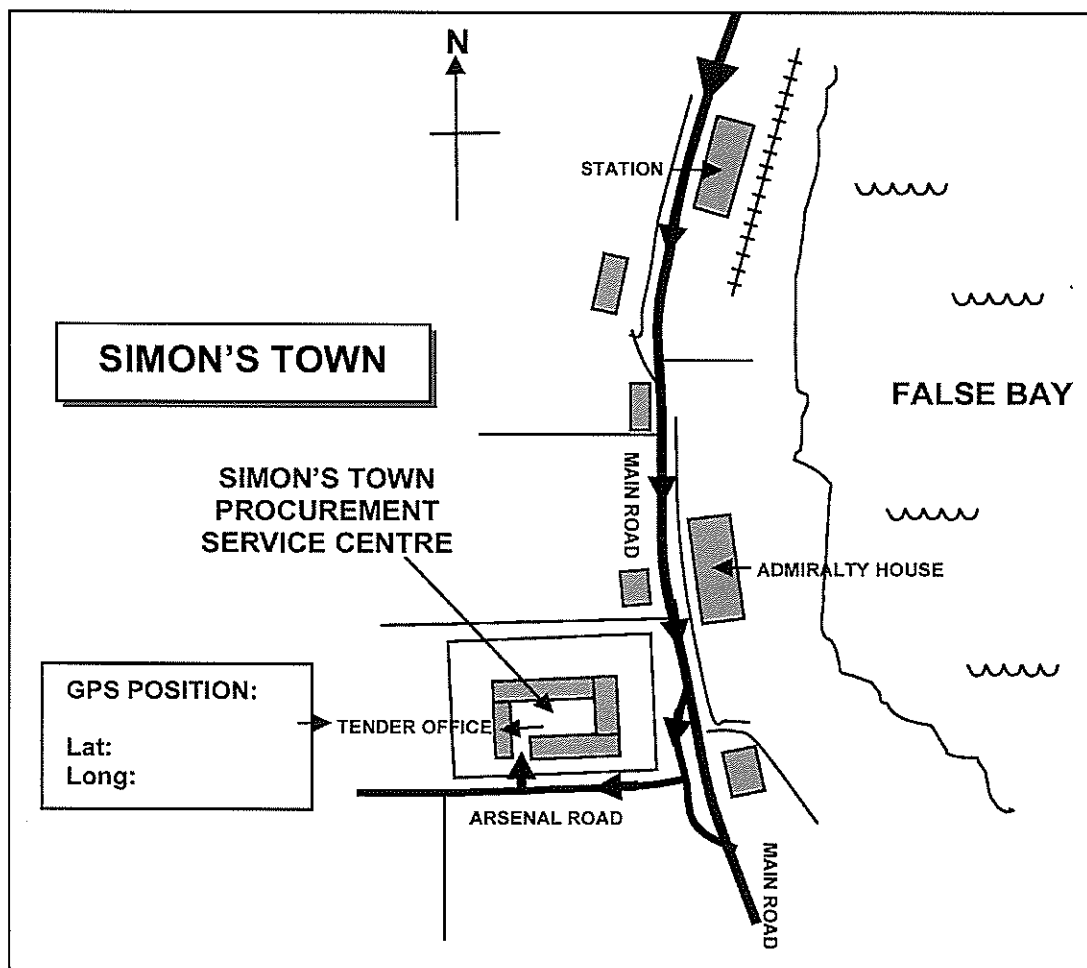 N
STATION
SIMON'S TOWN
FALSE BAY
SIMON'S TOWN
PROCUREMENT
SERVICE CENTRE
MAIN ROAD
ADMIRALTY HOUSE
GPS POSITION:
Lat:
Long:
TENDER OFFICE
ARSENAL ROAD
MAIN ROAD